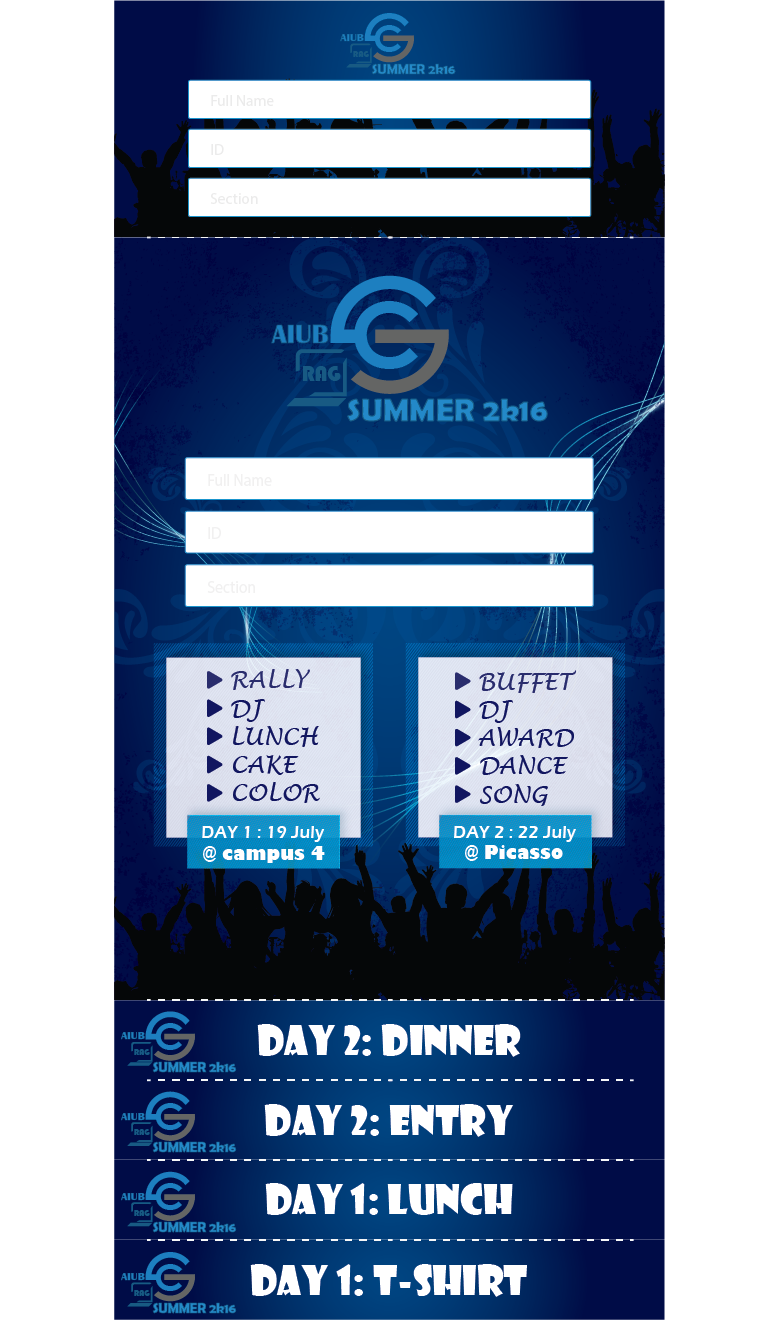 AIUB
RAG
SUMMER 2k16
Full Name
ID
Section
AIUB
RAG
SUMMER 2k16
Full Name
ID
Section
RALLY
DJ
LUNCH
CAKE
COLOR
DAY 1 : 19 July
@ campus 4
BUFFET
DJ
AWARD
DANCE
SONG
DAY 2 : 22 July
@ Picasso
AIUB
RAG
SUMMER 2k16
DAY 2: DINNER
AIUB
RAG
SUMMER 2k16
DAY 2: ENTRY
AIUB
RAG
SUMMER 2k16
DAY 1: LUNCH
AIUB
RAG
SUMMER 2k16
DAY 1: T-SHIRT